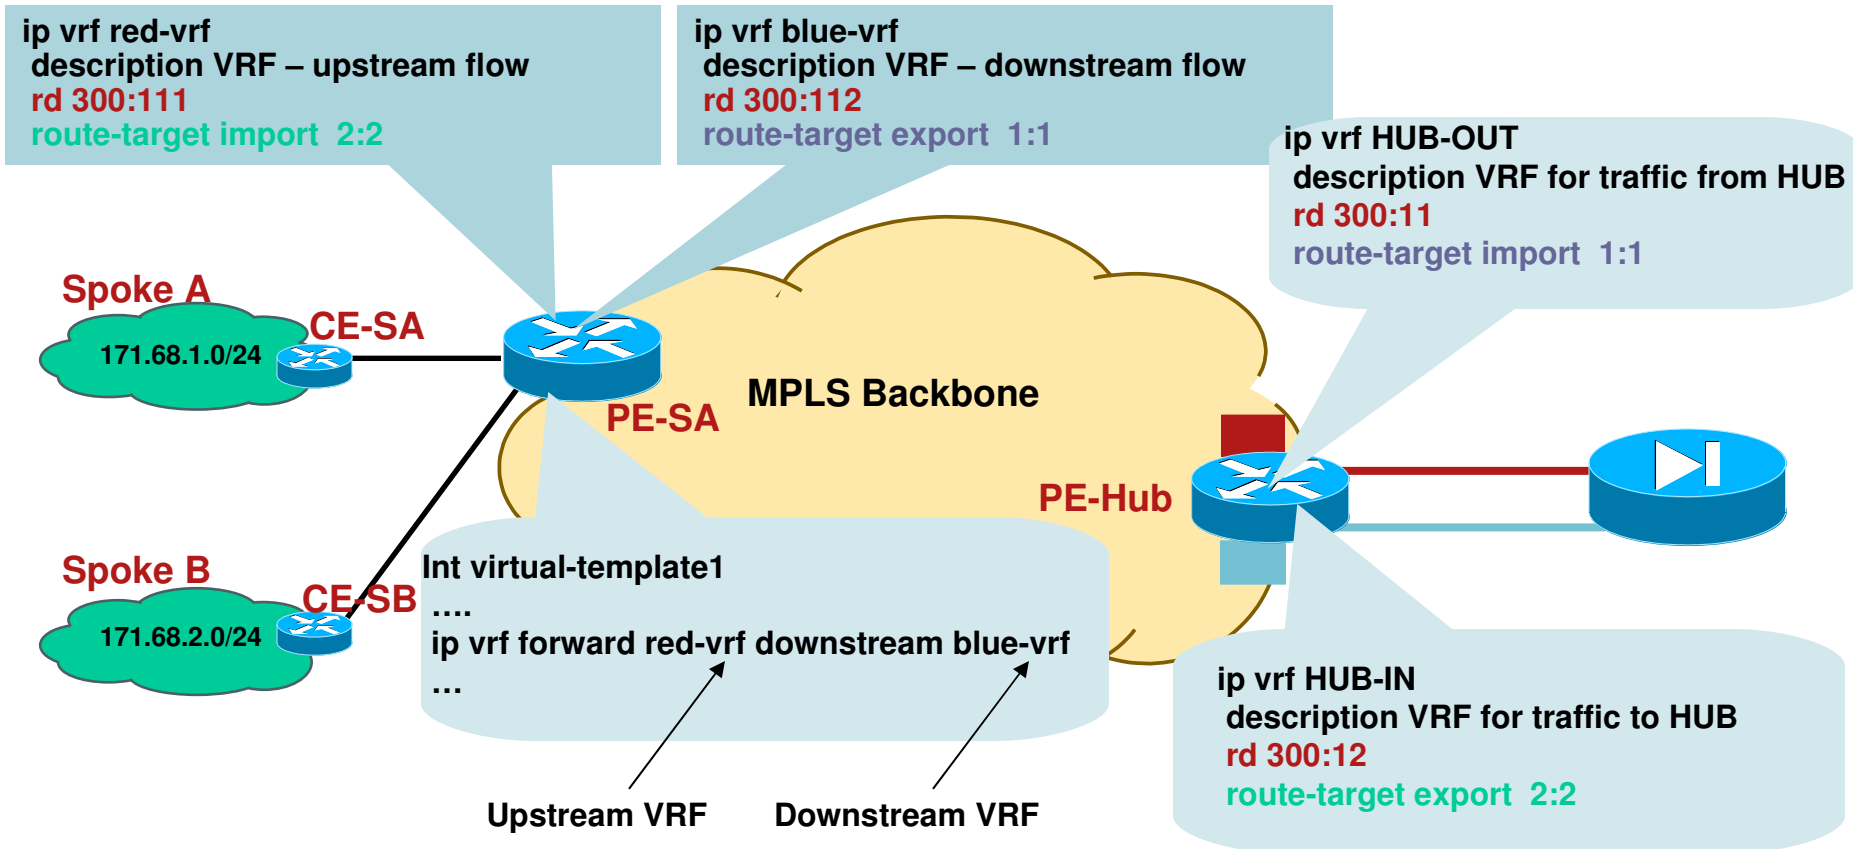 ip vrf red-vrf
description VRF – upstream flow
rd 300:111
route-target import 2:2
ip vrf blue-vrf
description VRF – downstream flow
rd 300:112
route-target export 1:1
ip vrf HUB-OUT
description VRF for traffic from HUB
rd 300:11
route-target import 1:1
Spoke A
171.68.1.0/24
CE-SA
PE-SA
MPLS Backbone
PE-Hub
Spoke B
171.68.2.0/24
CE-SB
Int virtual-template1
....
ip vrf forward red-vrf downstream blue-vrf
...
Upstream VRF
Downstream VRF
ip vrf HUB-IN
description VRF for traffic to HUB
rd 300:12
route-target export 2:2